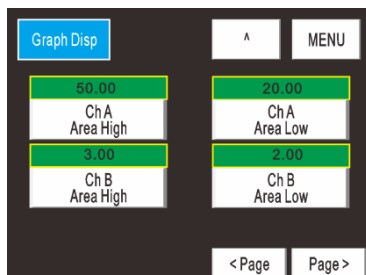 Graph Disp
^
MENU
50.00
20.00
Ch A
Area High
Ch A
Area Low
3.00
2.00
Ch B
Area High
Ch B
Area Low
< Page
Page >